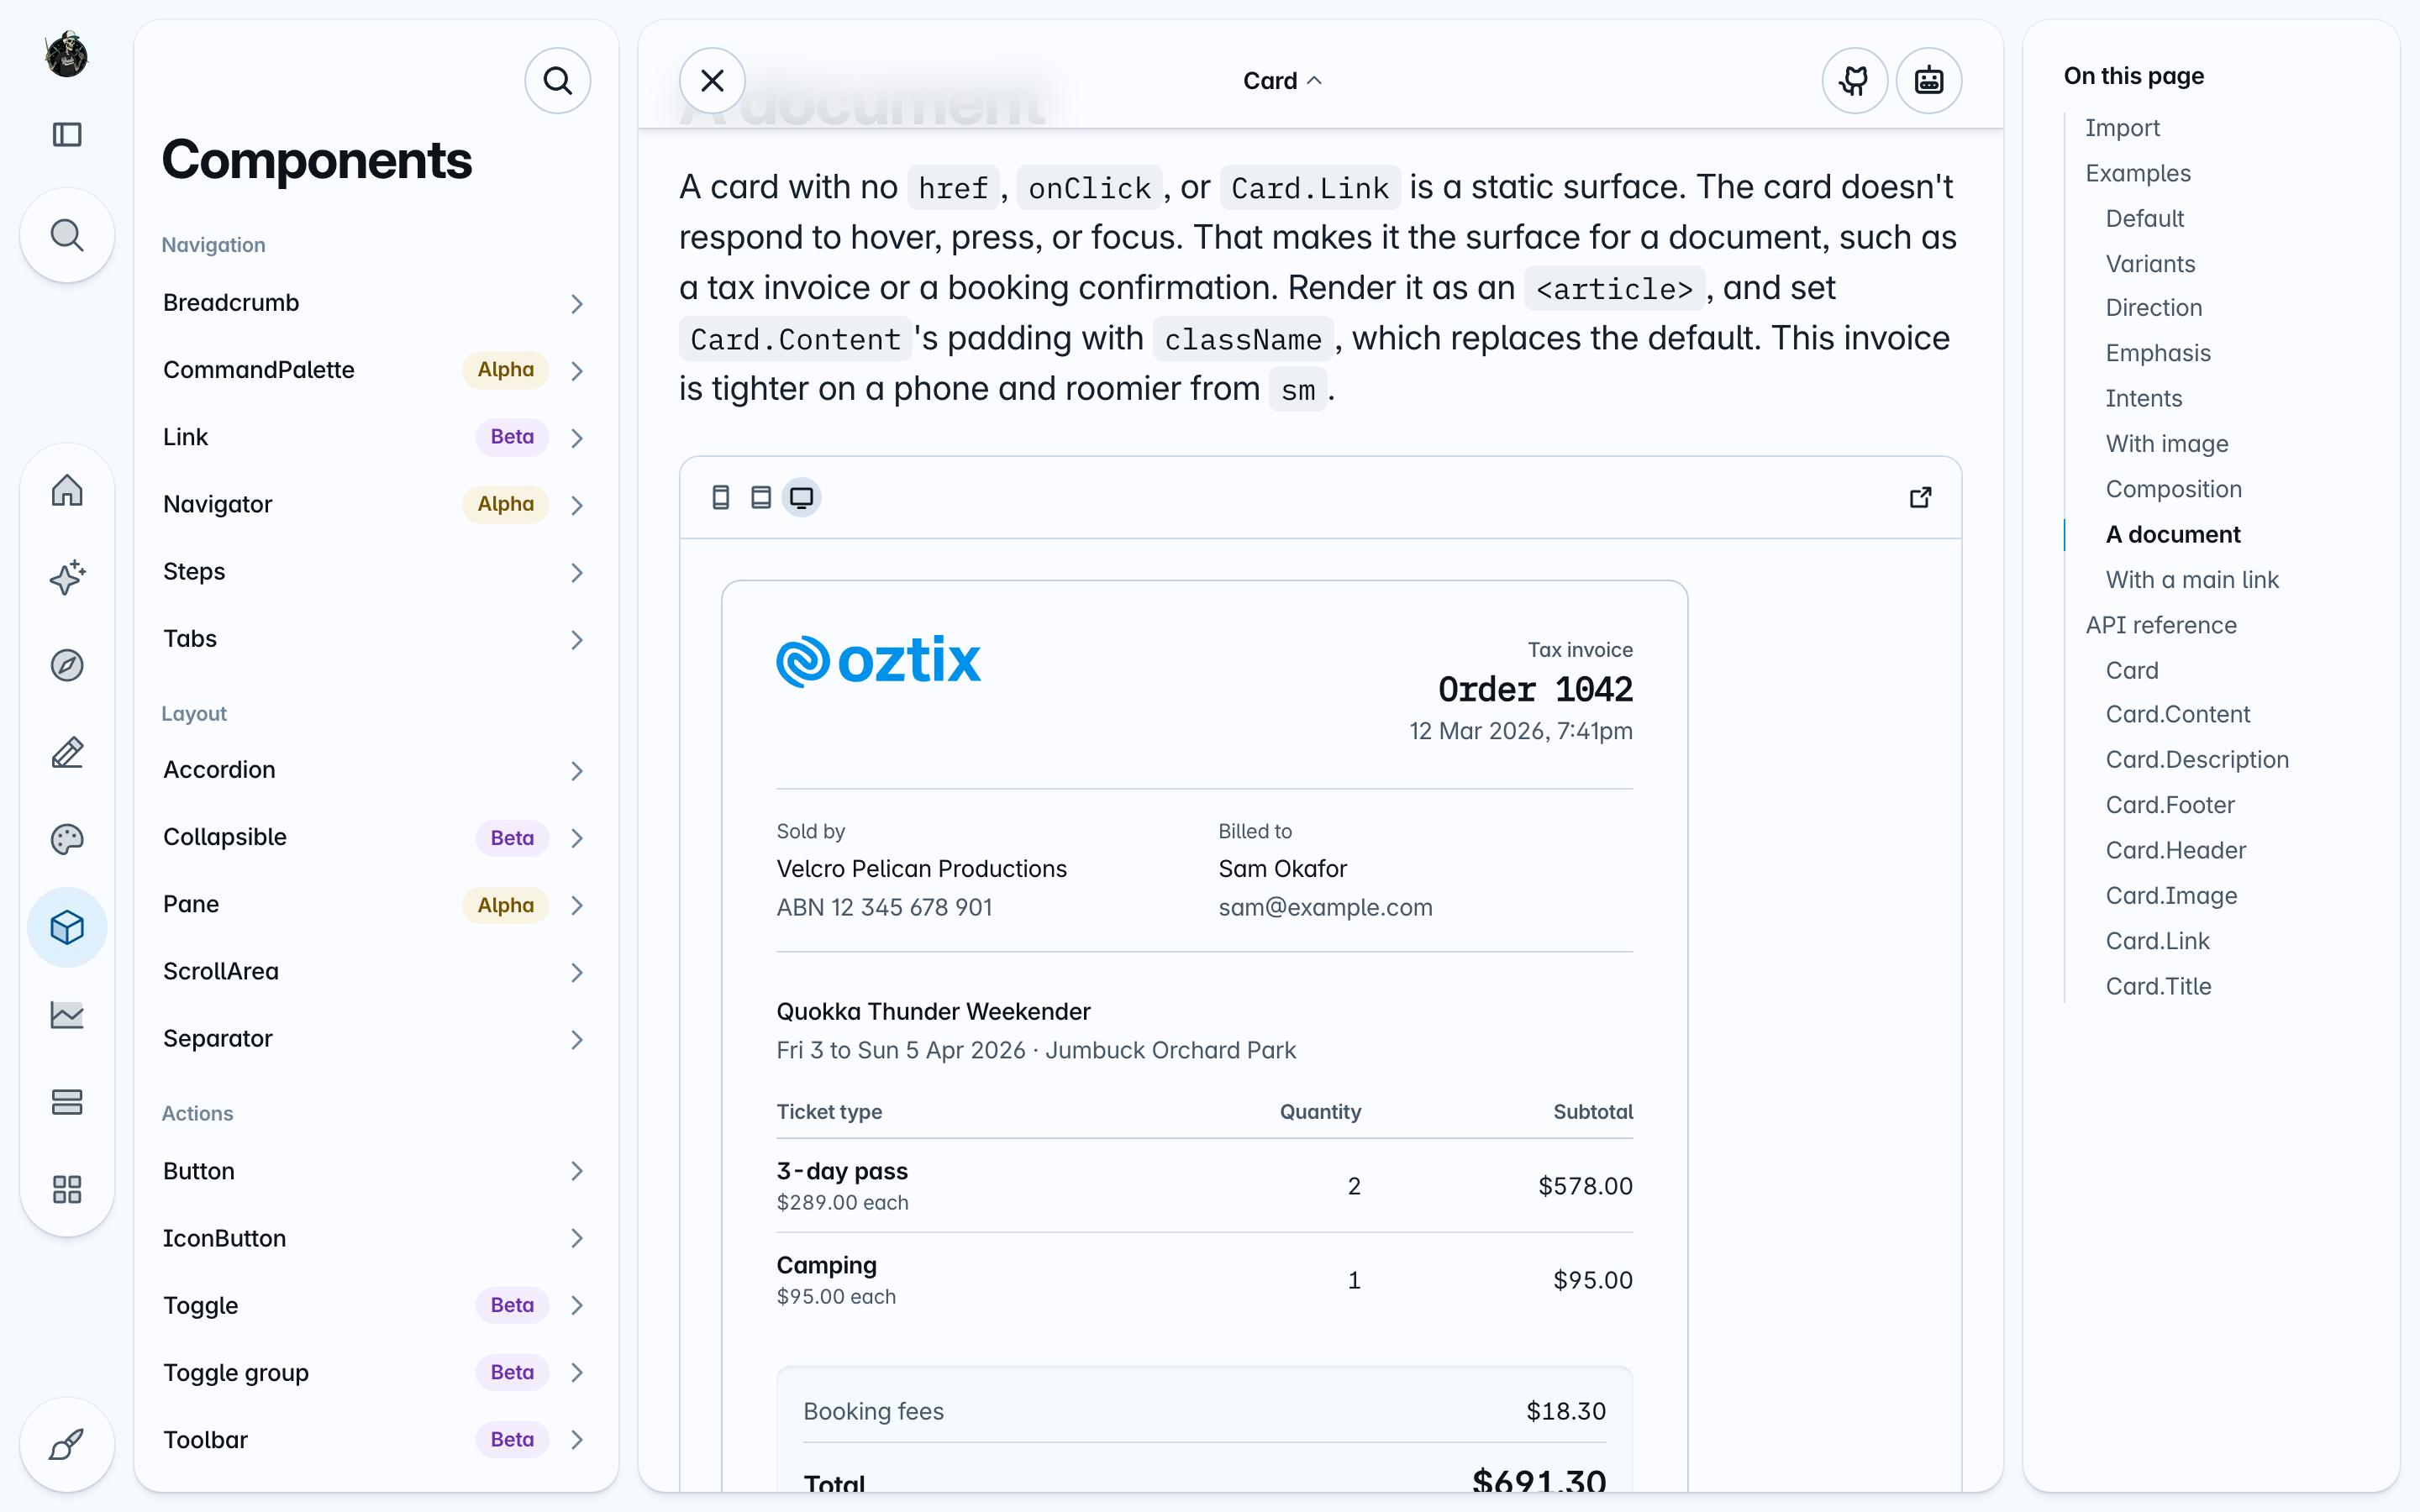 Components
Navigation
Breadcrumb
CommandPalette Alpha
Link Beta
Navigator Alpha
Steps
Tabs
Layout
Accordion
Collapsible Beta
Pane Alpha
ScrollArea
Separator
Actions
Button
IconButton
Toggle Beta
Toggle group Beta
Toolbar Beta
Card
A document
A card with no href, onClick, or Card.Link is a static surface. The card doesn't
respond to hover, press, or focus. That makes it the surface for a document, such as
a tax invoice or a booking confirmation. Render it as an <article>, and set
Card.Content's padding with className, which replaces the default. This invoice
is tighter on a phone and roomier from sm.
oztix
Tax invoice
Order 1042
12 Mar 2026, 7:41pm
Sold by
Velcro Pelican Productions
ABN 12 345 678 901
Billed to
Sam Okafor
sam@example.com
Quokka Thunder Weekender
Fri 3 to Sun 5 Apr 2026 · Jumbuck Orchard Park
Ticket type Quantity Subtotal
3-day pass
$289.00 each
2 $578.00
Camping
$95.00 each
1 $95.00
Booking fees $18.30
Total $691.30
On this page
Import
Examples
Default
Variants
Direction
Emphasis
Intents
With image
Composition
A document
With a main link
API reference
Card
Card.Content
Card.Description
Card.Footer
Card.Header
Card.Image
Card.Link
Card.Title